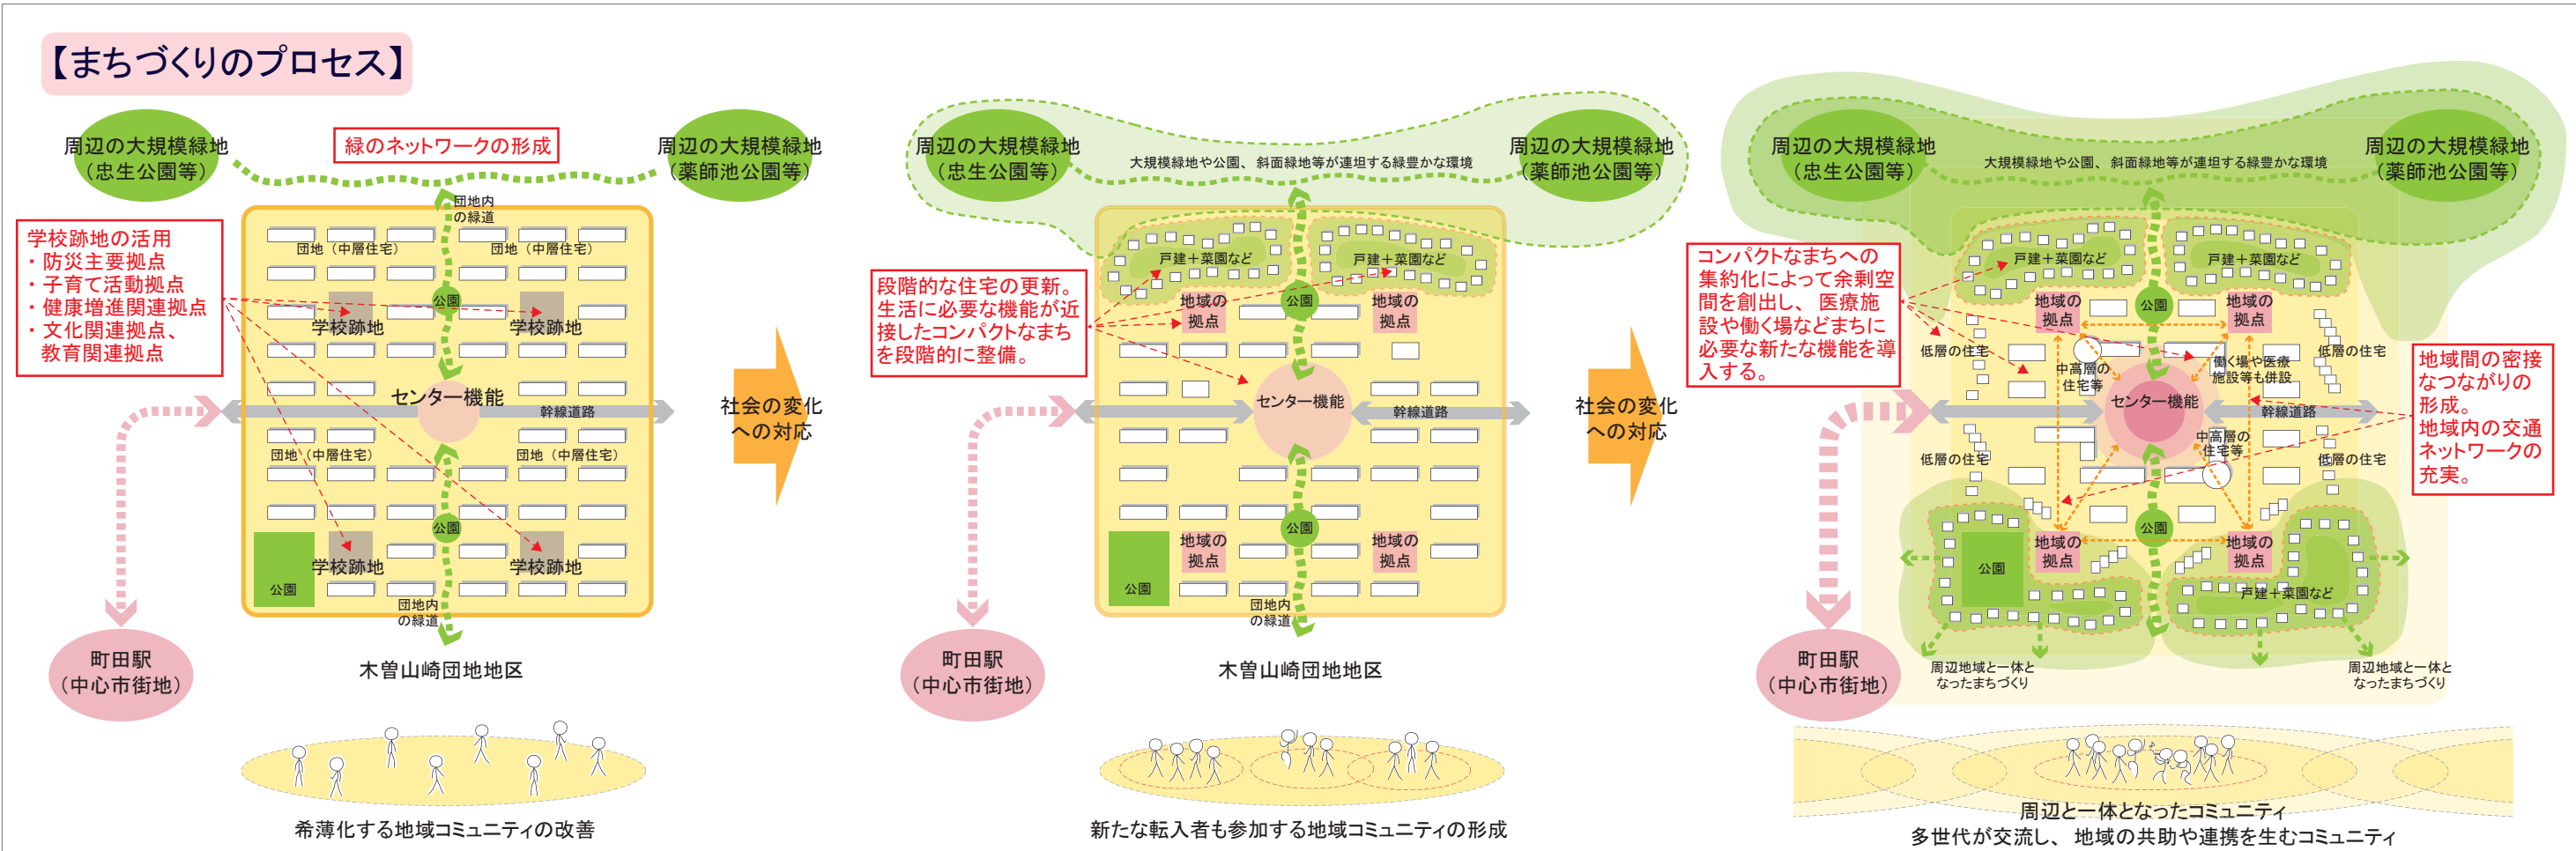 【まちづくりのプロセス】
周辺の大規模緑地
（忠生公園等）
緑のネットワークの形成
周辺の大規模緑地
（薬師池公園等）
団地内
の緑道
学校跡地の活用
・防災主要拠点
・子育て活動拠点
・健康増進関連拠点
・文化関連拠点、
教育関連拠点
団地（中層住宅）
団地（中層住宅）
公園
学校跡地
学校跡地
センター機能
幹線道路
団地（中層住宅）
団地（中層住宅）
公園
学校跡地
学校跡地
公園
団地内
の緑道
町田駅
（中心市街地）
木曽山崎団地地区
希薄化する地域コミュニティの改善
社会の変化
への対応
周辺の大規模緑地
（忠生公園等）
大規模緑地や公園、斜面緑地等が連坦する緑豊かな環境
周辺の大規模緑地
（薬師池公園等）
戸建＋菜園など
戸建＋菜園など
段階的な住宅の更新。
生活に必要な機能が近
接したコンパクトなまち
を段階的に整備。
地域の
拠点
公園
地域の
拠点
センター機能
幹線道路
公園
地域の
拠点
地域の
拠点
公園
団地内
の緑道
町田駅
（中心市街地）
木曽山崎団地地区
新たな転入者も参加する地域コミュニティの形成
社会の変化
への対応
周辺の大規模緑地
（忠生公園等）
大規模緑地や公園、斜面緑地等が連坦する緑豊かな環境
周辺の大規模緑地
（薬師池公園等）
コンパクトなまちへの
集約化によって余剰空
間を創出し、医療施
設や働く場などまちに
必要な新たな機能を導
入する。
戸建＋菜園など
戸建＋菜園など
地域の
拠点
公園
地域の
拠点
低層の住宅
中高層の
住宅等
働く場や医療
施設等も併設
低層の住宅
地域間の密接
なつながりの
形成。
地域内の交通
ネットワークの
充実。
センター機能
幹線道路
低層の住宅
中高層の
住宅等
低層の住宅
公園
地域の
拠点
地域の
拠点
公園
戸建＋菜園など
町田駅
（中心市街地）
周辺地域と一体と
なったまちづくり
周辺地域と一体と
なったまちづくり
周辺と一体となったコミュニティ
多世代が交流し、地域の共助や連携を生むコミュニティ